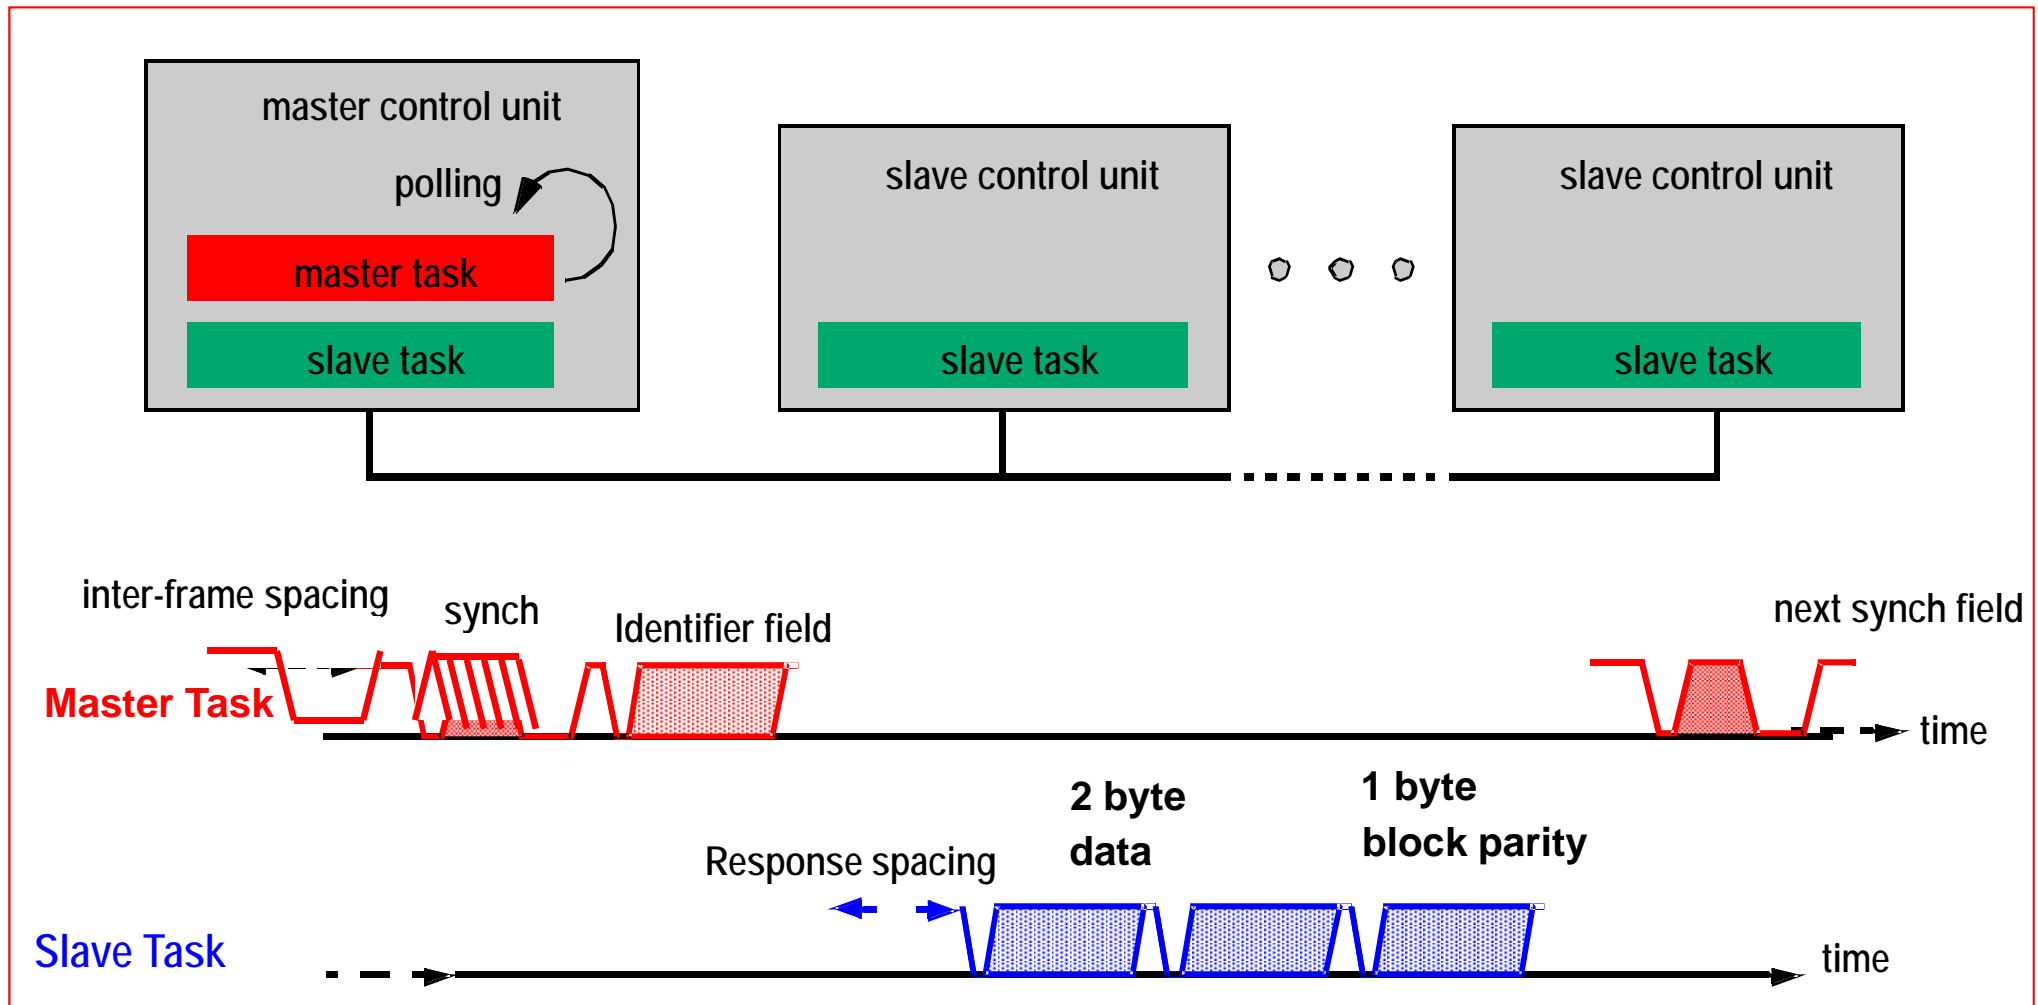 master control unit
polling
master task
slave task
slave control unit
slave task
slave control unit
slave task
inter-frame spacing
synch
Identifier field
next synch field
Master Task
time
2 byte
data
1 byte
block parity
Response spacing
Slave Task
time